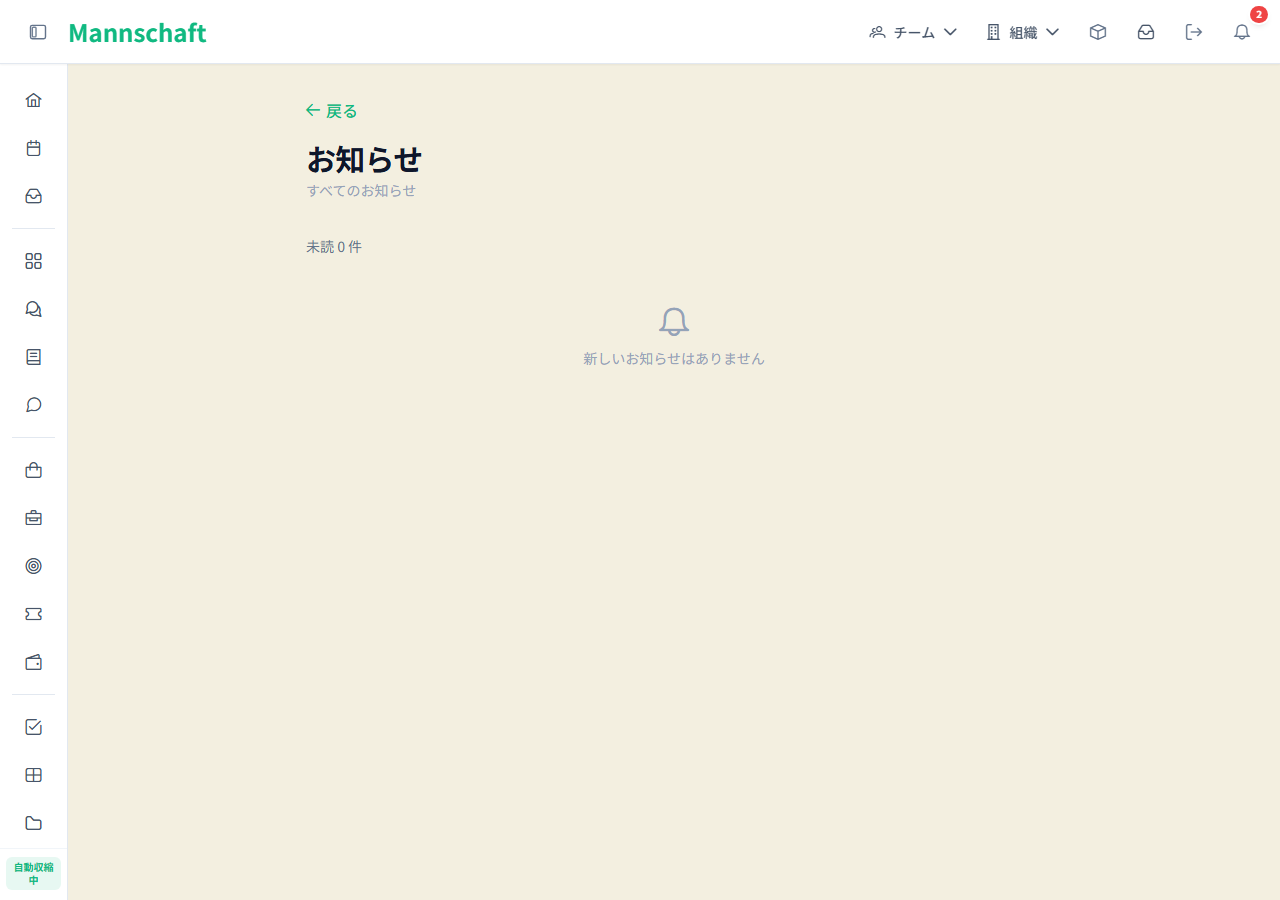 Mannschaft
チーム
組織
2
戻る
お知らせ
すべてのお知らせ
未読 0 件
新しいお知らせはありません
自動収縮
中